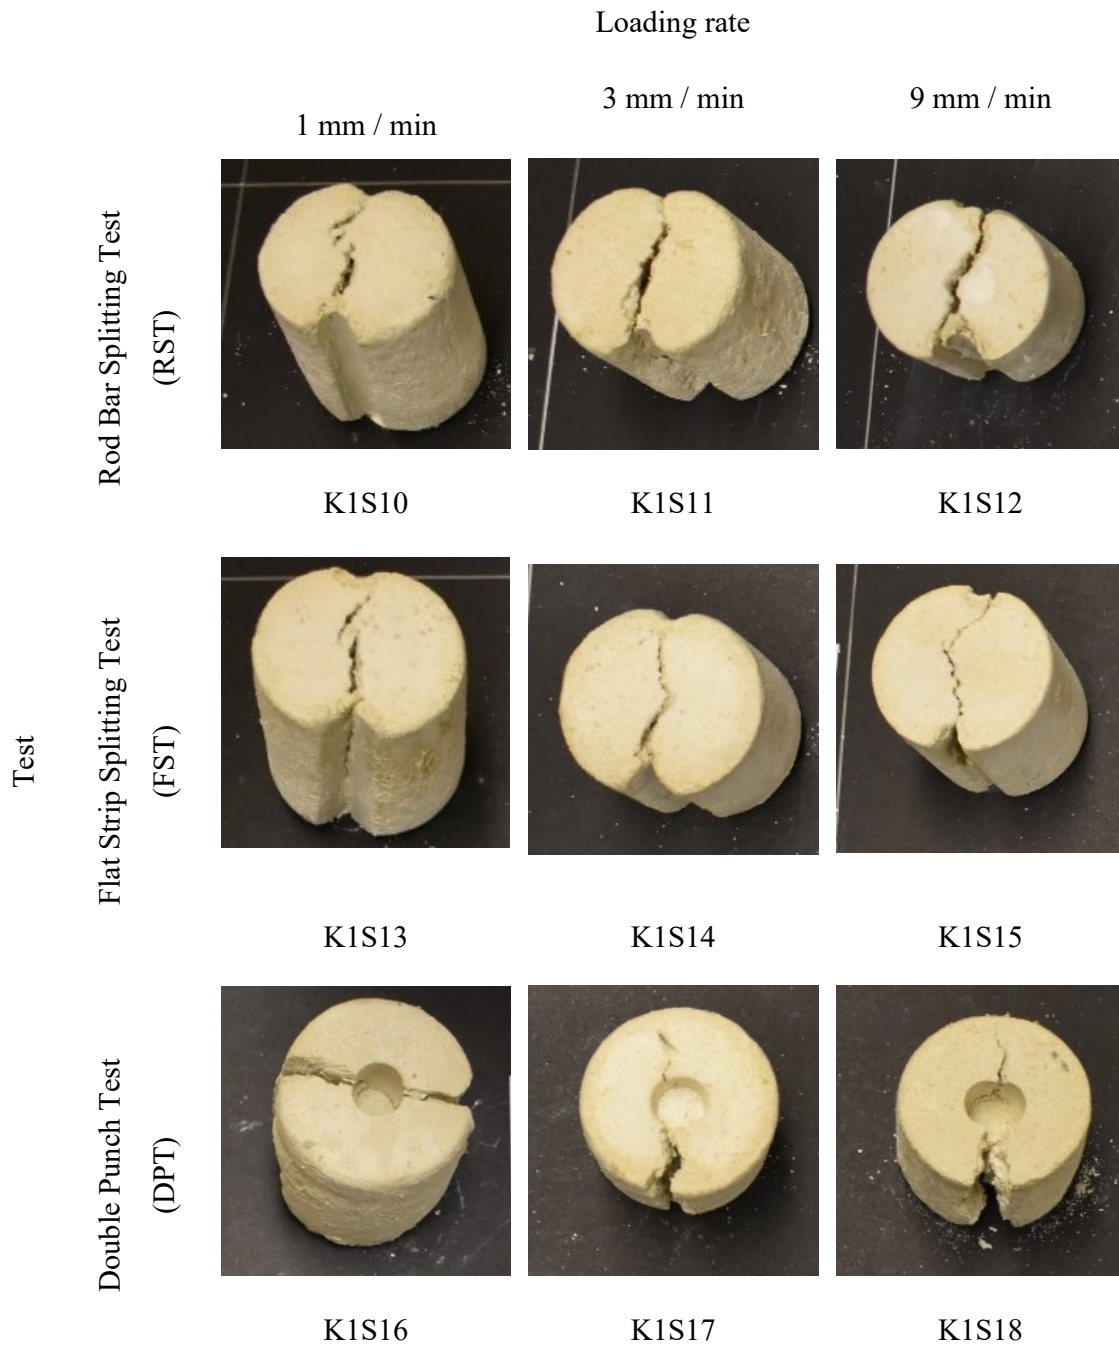 Loading rate
1 mm / min
3 mm / min
9 mm / min
Test
Rod Bar Splitting Test
(RST)
K1S10
K1S11
K1S12
Flat Strip Splitting Test
(FST)
K1S13
K1S14
K1S15
Double Punch Test
(DPT)
K1S16
K1S17
K1S18